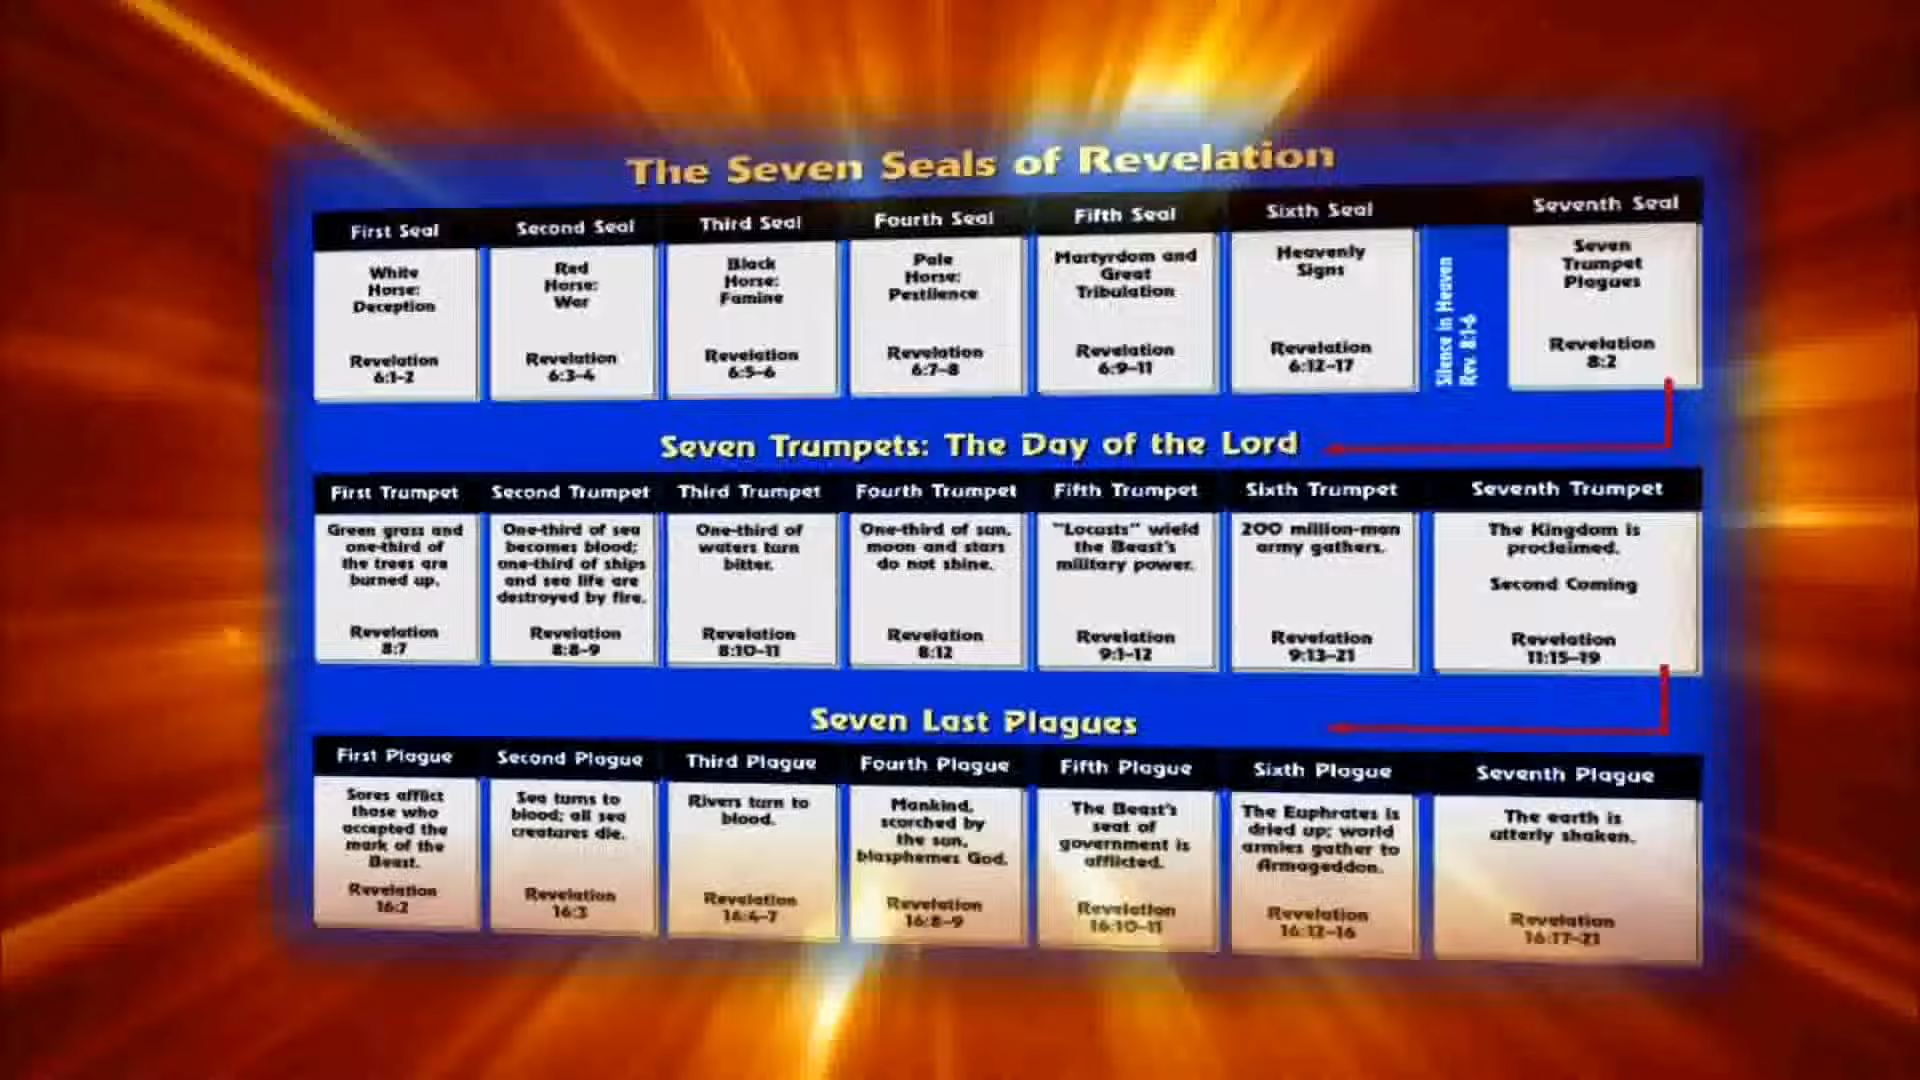 The Seven Seals of Revelation
First Seal
White
Horse:
Deception
Revelation
6:1-2
Second Seal
Red
Horse:
War
Revelation
6:3-4
Third Seal
Black
Horse:
Famine
Revelation
6:5-6
Fourth Seal
Pale
Horse:
Pestilence
Revelation
6:7-8
Fifth Seal
Martyrdom and
Great
Tribulation
Revelation
6:9-11
Sixth Seal
Heavenly
Signs
Revelation
6:12-17
Silence in Heaven
Rev. 8:1-6
Seventh Seal
Seven
Trumpet
Plagues
Revelation
8:2
Seven Trumpets: The Day of the Lord
First Trumpet
Green grass and
one-third of
the trees are
burned up.
Revelation
8:7
Second Trumpet
One-third of sea
becomes blood;
one-third of ships
and sea life are
destroyed by fire.
Revelation
8:8-9
Third Trumpet
One-third of
waters turn
bitter.
Revelation
8:10-11
Fourth Trumpet
One-third of sun,
moon and stars
do not shine.
Revelation
8:12
Fifth Trumpet
"Locusts" wield
the Beast's
military power.
Revelation
9:1-12
Sixth Trumpet
200 million-man
army gathers.
Revelation
9:13-21
Seventh Trumpet
The Kingdom is
proclaimed.
Second Coming
Revelation
11:15-19
Seven Last Plagues
First Plague
Sores afflict
those who
accepted the
mark of the
Beast.
Revelation
16:2
Second Plague
Sea turns to
blood; all sea
creatures die.
Revelation
16:3
Third Plague
Rivers turn to
blood.
Revelation
16:4-7
Fourth Plague
Mankind,
scorched by
the sun,
blasphemes God.
Revelation
16:8-9
Fifth Plague
The Beast's
seat of
government is
afflicted.
Revelation
16:10-11
Sixth Plague
The Euphrates is
dried up; world
armies gather to
Armageddon.
Revelation
16:12-16
Seventh Plague
The earth is
utterly shaken.
Revelation
16:17-21